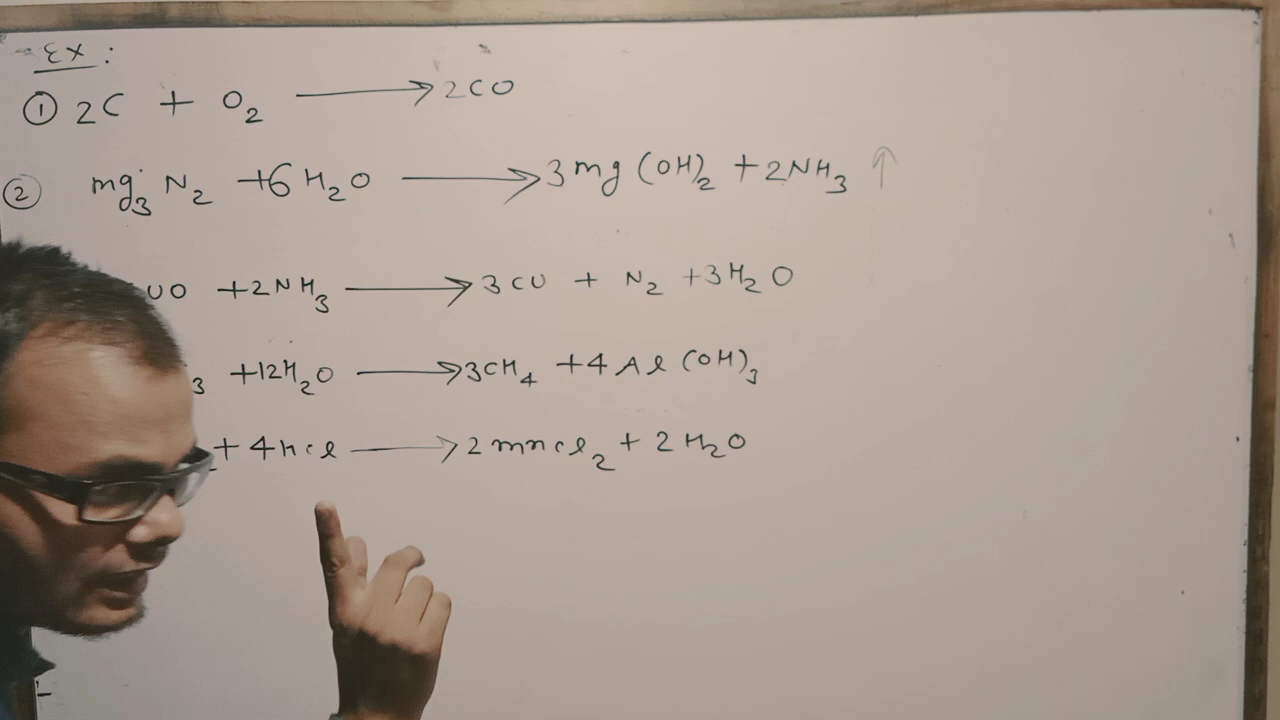 Ex :
① 2C + O₂ ⟶ 2CO
② mg₃N₂ +6H₂O ⟶ 3mg(OH)₂ +2NH₃ ↑
uO +2NH₃ ⟶ 3CU + N₂ +3H₂O
₃ +12H₂O ⟶ 3CH₄ +4Al(OH)₃
+ 4hcl ⟶ 2mncl₂ + 2H₂O